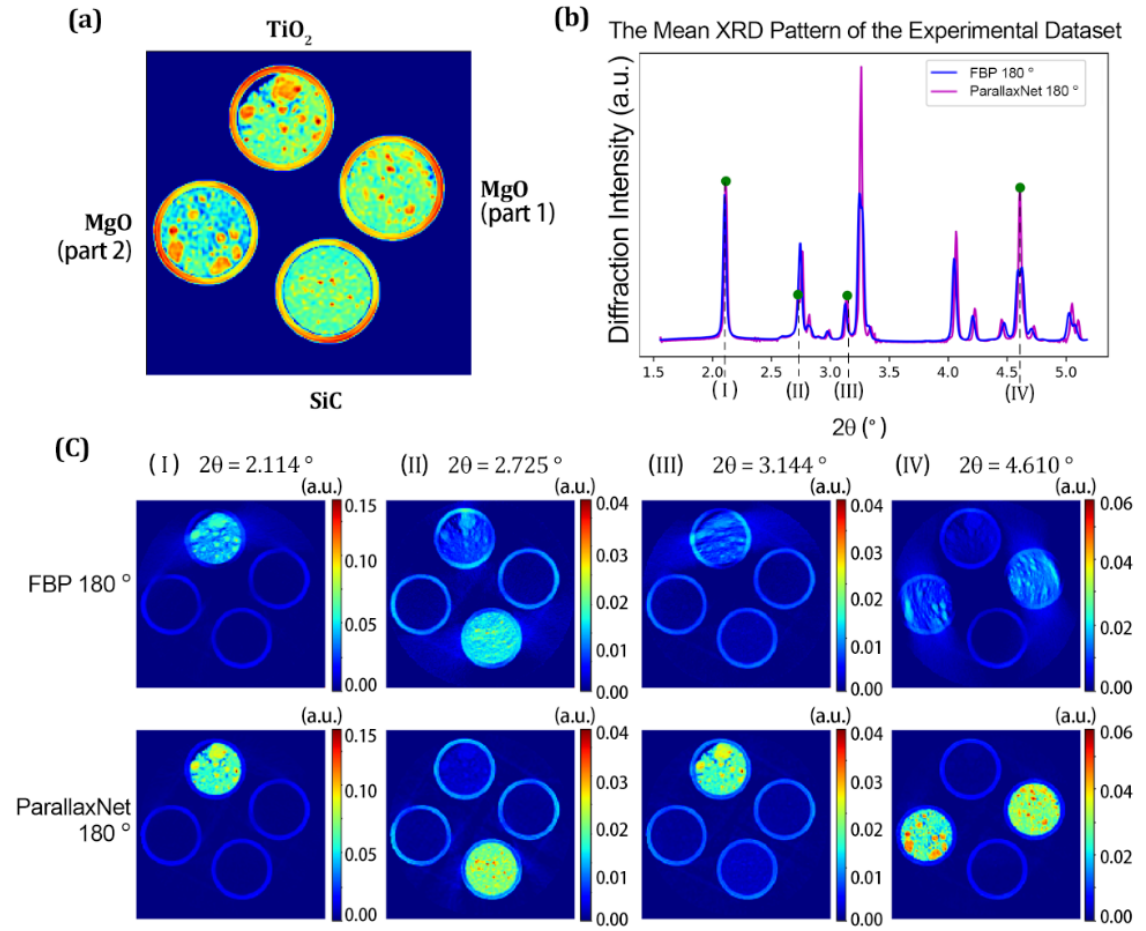 (a)
TiO₂
MgO
(part 1)
MgO
(part 2)
SiC
(b)
The Mean XRD Pattern of the Experimental Dataset
Diffraction Intensity (a.u.)
FBP 180 °
ParallaxNet 180 °
1.5 2.0 2.5 3.0 3.5 4.0 4.5 5.0
(I) (II) (III) (IV)
2θ (°)
(C)
(I) 2θ = 2.114 ° (II) 2θ = 2.725 ° (III) 2θ = 3.144 ° (IV) 2θ = 4.610 °
(a.u.) (a.u.) (a.u.) (a.u.)
FBP 180 °
0.15 0.04 0.04 0.06
0.10 0.03 0.03 0.04
0.05 0.02 0.02 0.02
0.00 0.01 0.01 0.00
0.00 0.00
(a.u.) (a.u.) (a.u.) (a.u.)
ParallaxNet
180 °
0.15 0.04 0.04 0.06
0.10 0.03 0.03 0.04
0.05 0.02 0.02 0.02
0.00 0.01 0.01 0.00
0.00 0.00